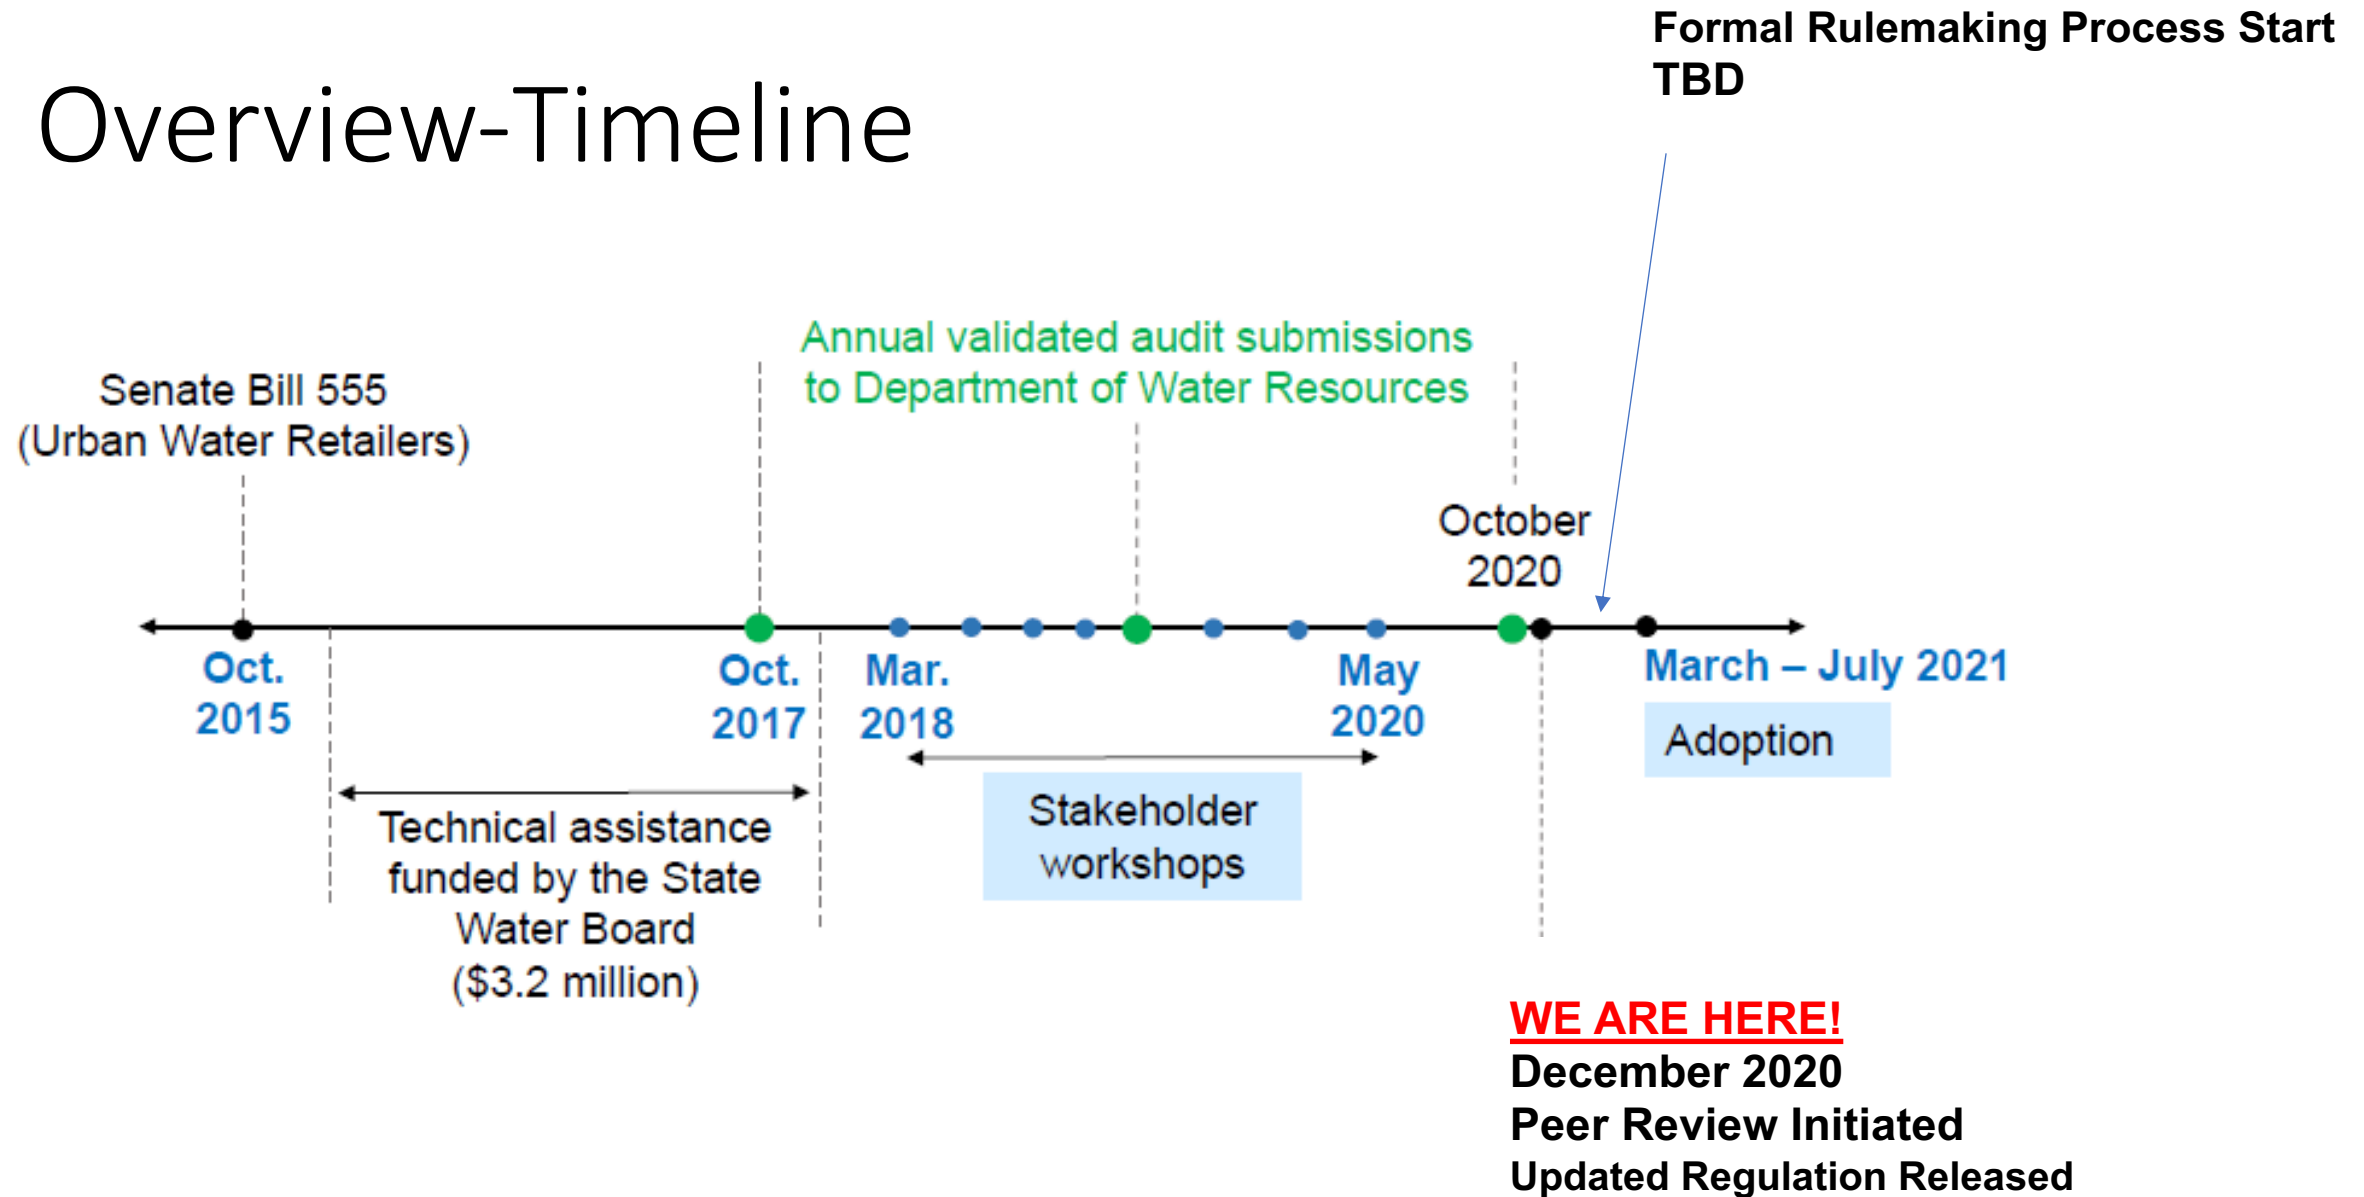 Formal Rulemaking Process Start
TBD
Overview-Timeline
Annual validated audit submissions
to Department of Water Resources
Senate Bill 555
(Urban Water Retailers)
October
2020
Oct.
2015
Oct.
2017
Mar.
2018
May
2020
March – July 2021
Adoption
Stakeholder
workshops
Technical assistance
funded by the State
Water Board
($3.2 million)
WE ARE HERE!
December 2020
Peer Review Initiated
Updated Regulation Released